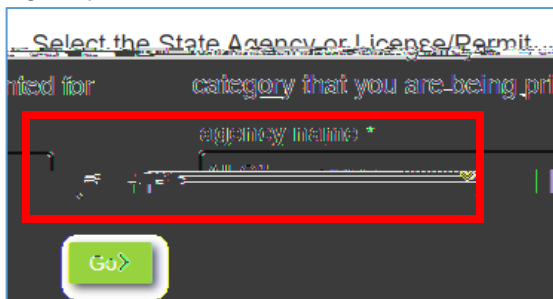 Select the State Agency or License/Permit
nted for category that you are being pri
agency name *
Go>